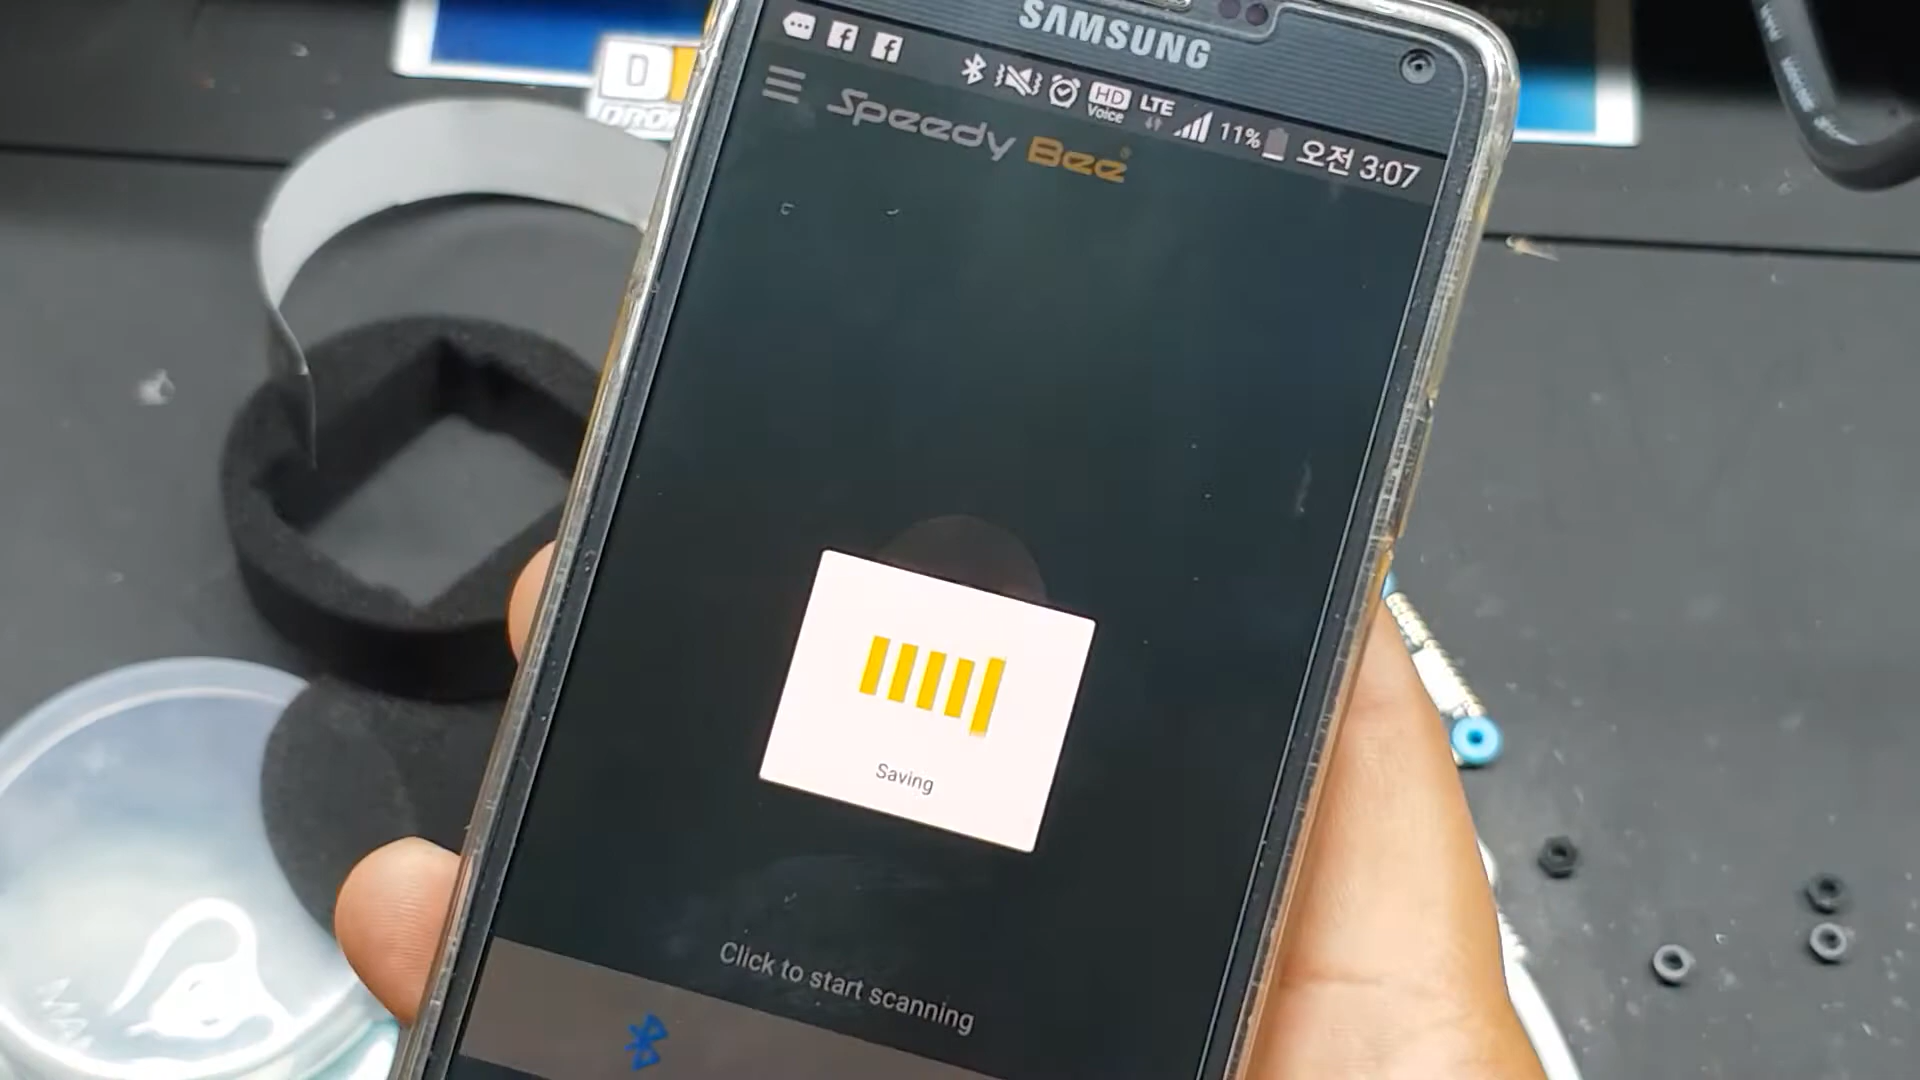 SAMSUNG
HD Voice LTE 11% 오전 3:07
Speedy Bee
Saving
Click to start scanning